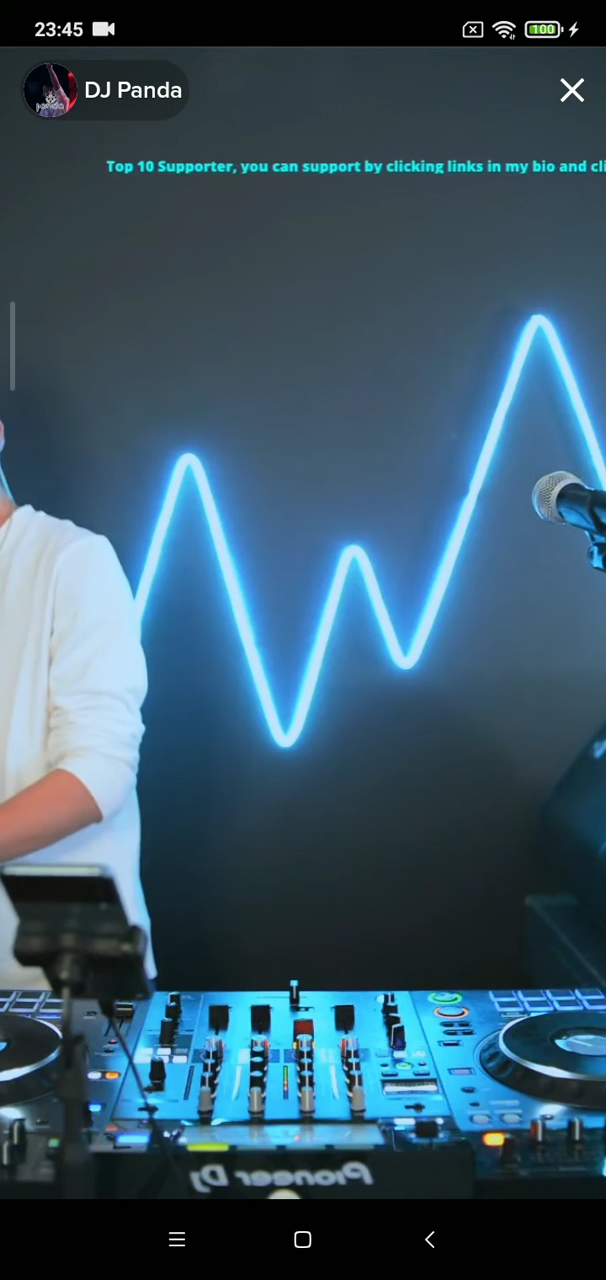 23:45
100
DJ Panda
Top 10 Supporter, you can support by clicking links in my bio and cli
Pioneer Dj